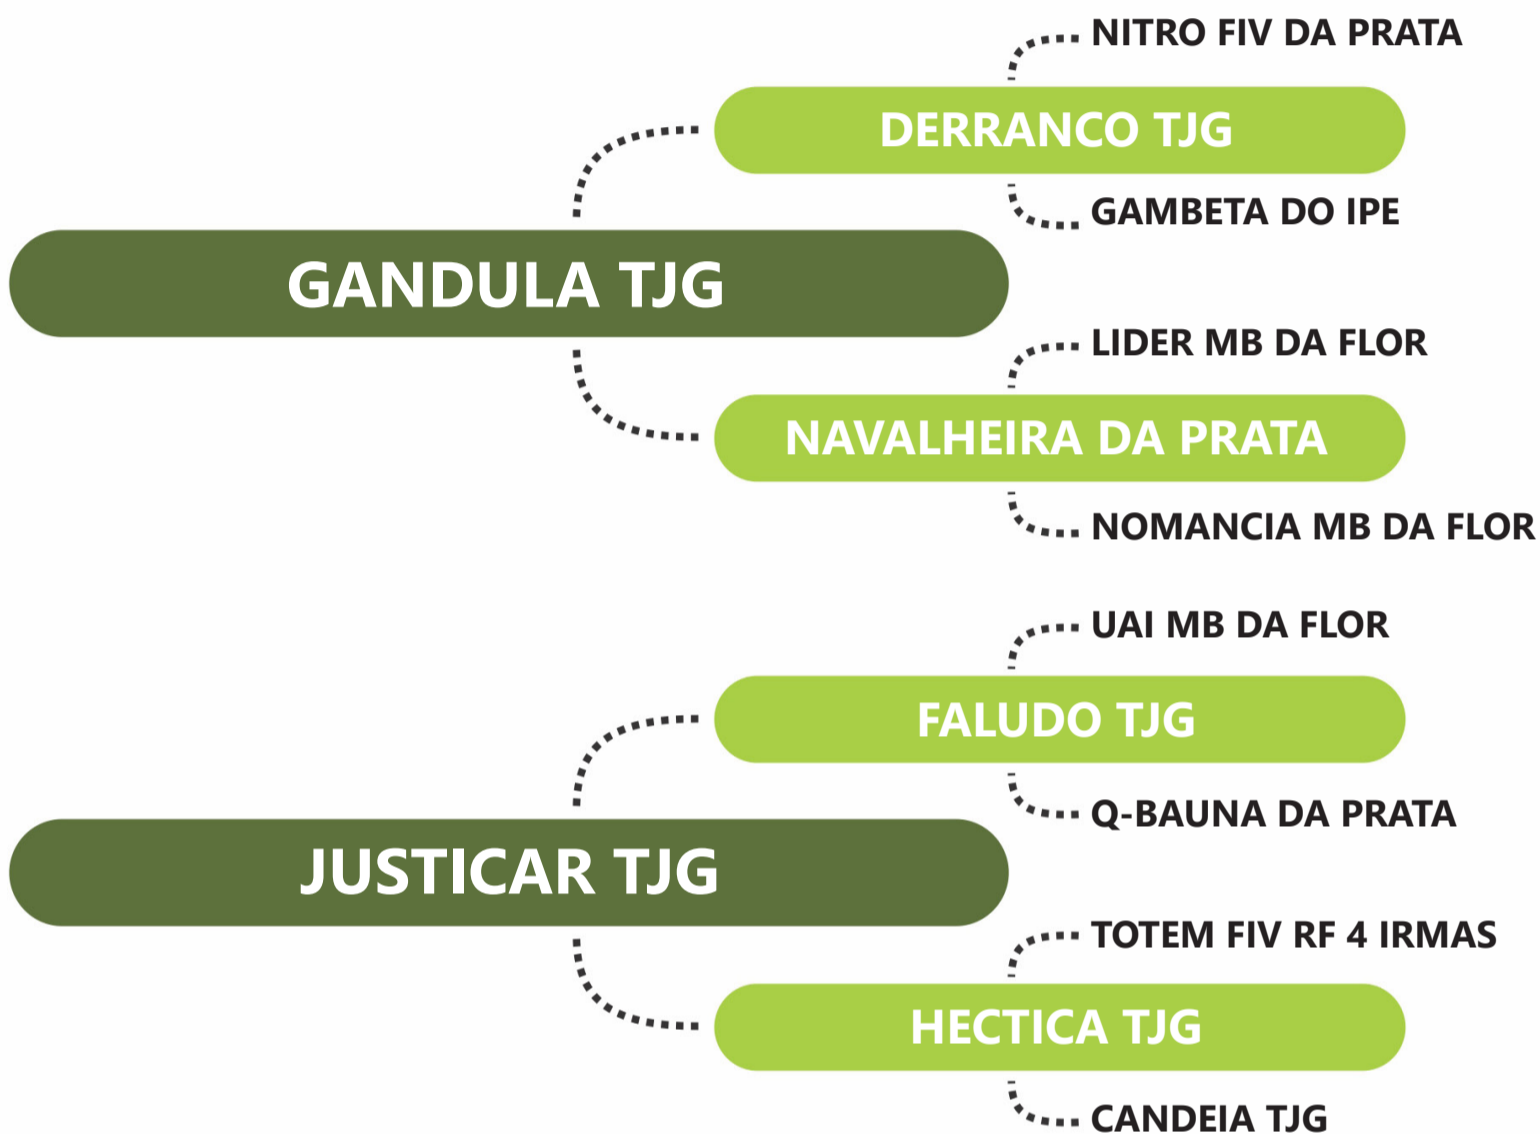 NITRO FIV DA PRATA
DERRANCO TJG
GAMBETA DO IPE
GANDULA TJG
LIDER MB DA FLOR
NAVALHEIRA DA PRATA
NOMANCIA MB DA FLOR
UAI MB DA FLOR
FALUDO TJG
Q-BAUNA DA PRATA
JUSTICAR TJG
TOTEM FIV RF 4 IRMAS
HECTICA TJG
CANDEIA TJG